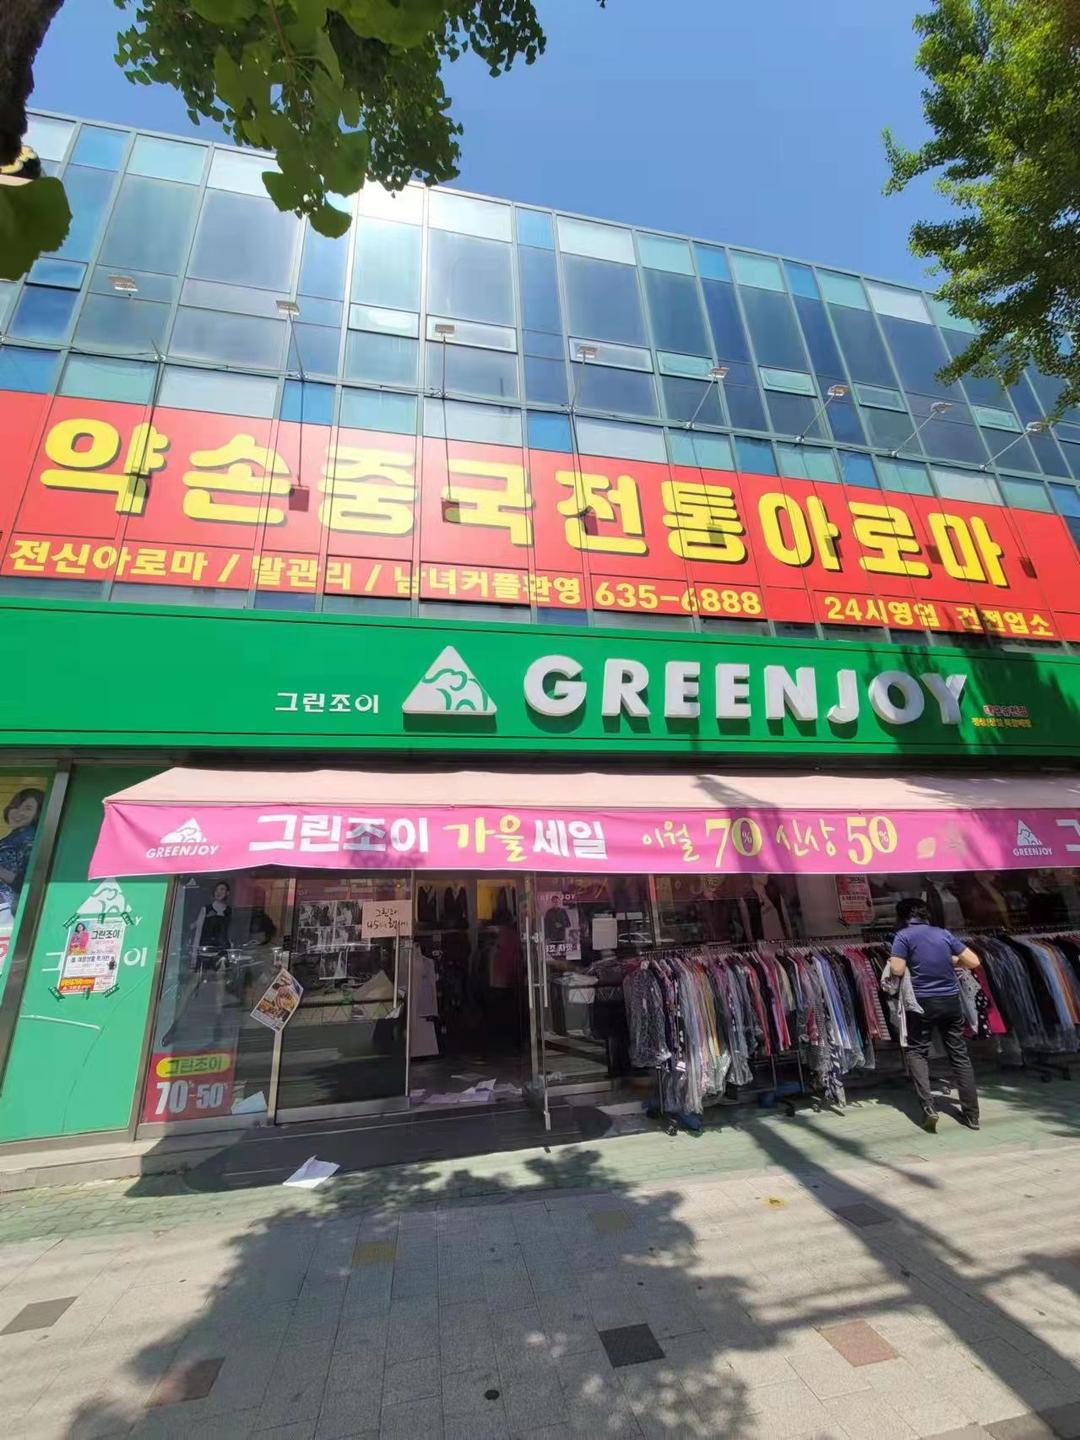 약손중국전통아로마
전신아로마 / 발관리 / 남녀커플환영 635-6888 24시영업 건전업소
그린조이 GREENJOY
GREENJOY 그린조이 가을세일 이월 70% 신상 50% GREENJOY
그린조이
그린조이
70%-50%